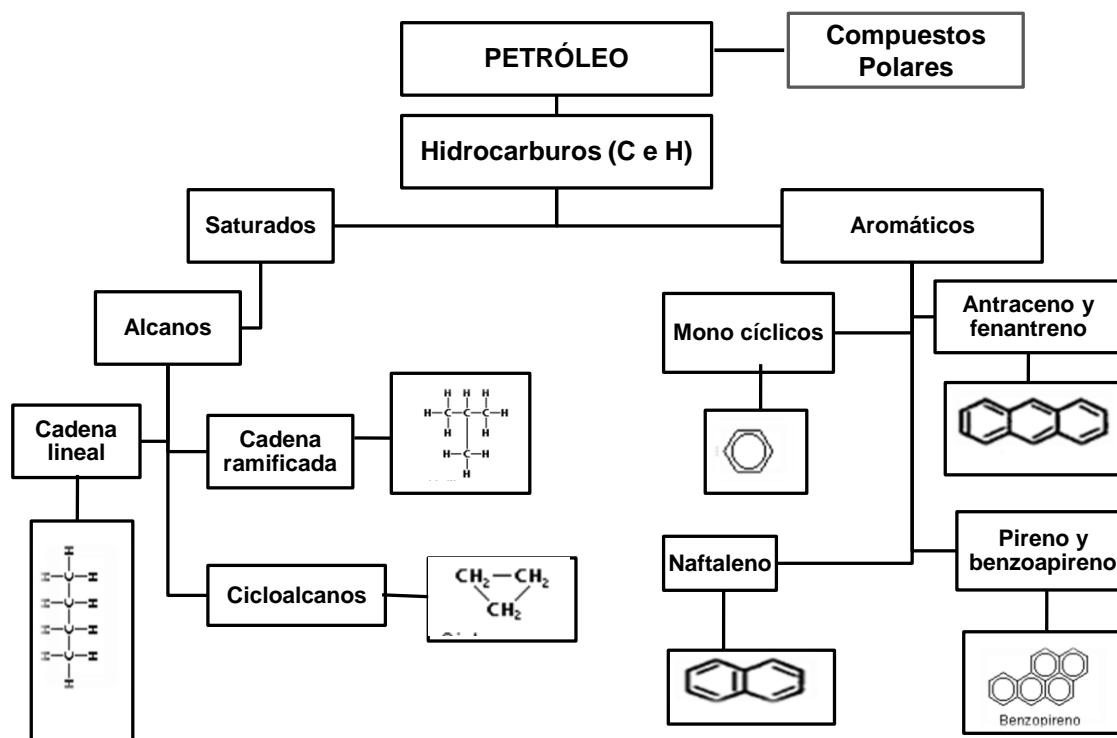 PETRÓLEO
Compuestos
Polares
Hidrocarburos (C e H)
Saturados
Aromáticos
Alcanos
Mono cíclicos
Antraceno y
fenantreno
Cadena
lineal
Cadena
ramificada
H H H
H-C-C-C-H
H H
H-C-H
H
H
H-C-H
H-C-H
H-C-H
H-C-H
H
Cicloalcanos
CH₂-CH₂
CH₂
Naftaleno
Pireno y
benzoapireno
Benzopireno